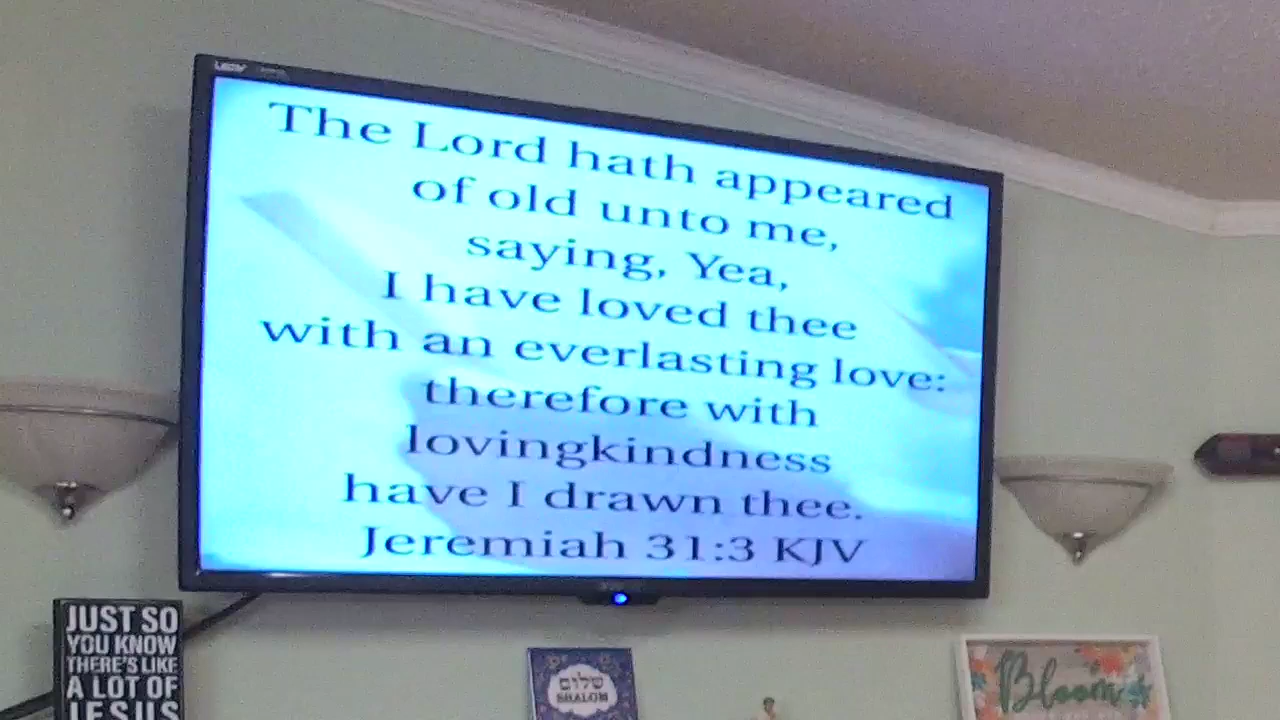 The Lord hath appeared
of old unto me,
saying, Yea,
I have loved thee
with an everlasting love:
therefore with
lovingkindness
have I drawn thee.
Jeremiah 31:3 KJV
JUST SO
YOU KNOW
THERE'S LIKE
A LOT OF
JESUS
שלום
SHALOM
Bloom